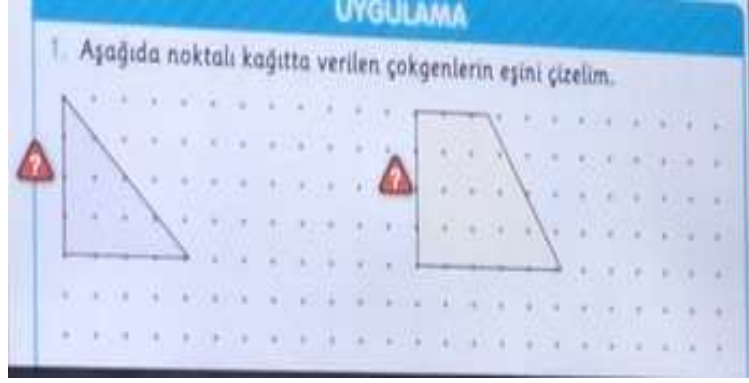 UYGULAMA
1. Aşağıda noktalı kağıtta verilen çokgenlerin eşini çizelim.
?
?